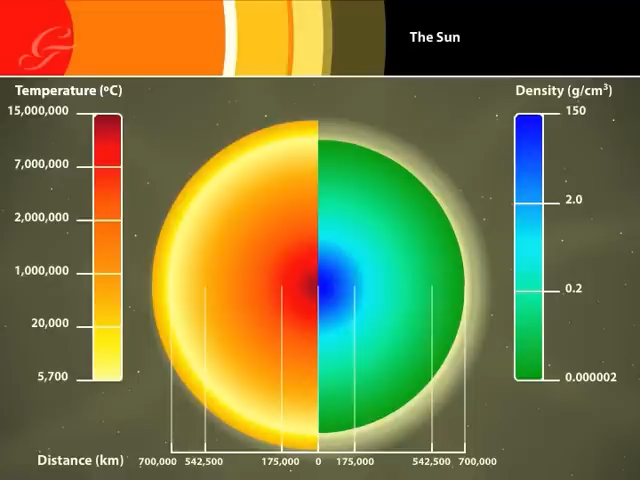 The Sun
Temperature (ºC)
15,000,000
7,000,000
2,000,000
1,000,000
20,000
5,700
Density (g/cm³)
150
2.0
0.2
0.000002
Distance (km) 700,000 542,500 175,000 0 175,000 542,500 700,000